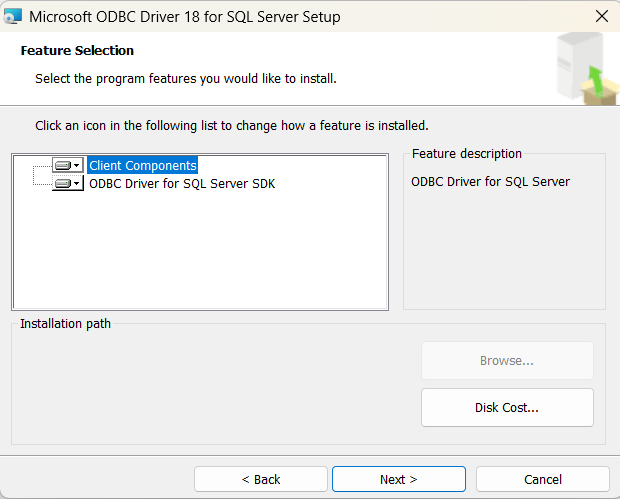 Microsoft ODBC Driver 18 for SQL Server Setup
Feature Selection
Select the program features you would like to install.
Click an icon in the following list to change how a feature is installed.
Client Components
ODBC Driver for SQL Server SDK
Feature description
ODBC Driver for SQL Server
Installation path
Browse...
Disk Cost...
< Back
Next >
Cancel